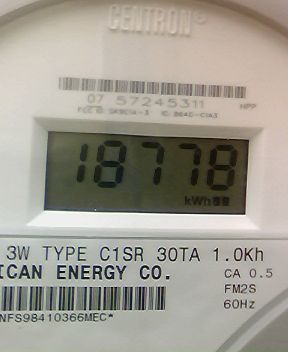 CENTRON®
07 57245311 HPP
18778
kWh
3W TYPE C1SR 30TA 1.0Kh
ICAN ENERGY CO. CA 0.5
FM2S
60Hz
NFS98410366MEC*